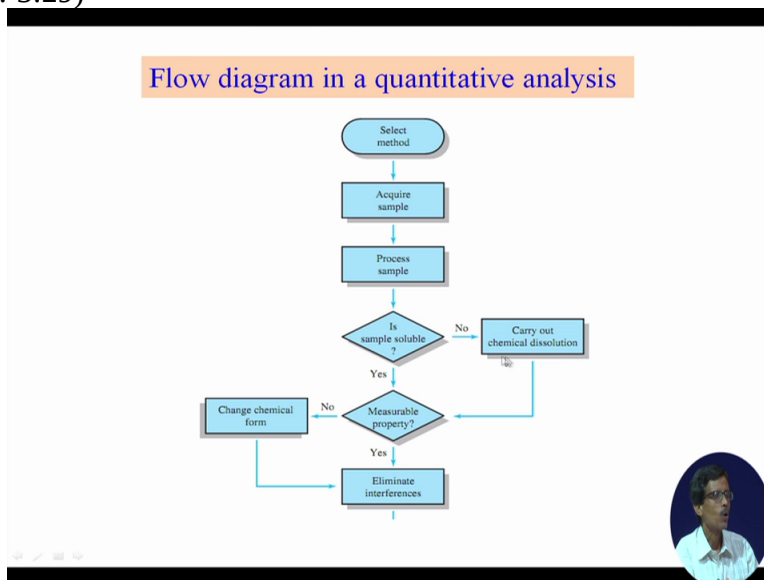 Flow diagram in a quantitative analysis
Select
method
Acquire
sample
Process
sample
Is
sample soluble
?
No
Carry out
chemical dissolution
Yes
Change chemical
form
No
Measurable
property?
Yes
Eliminate
interferences